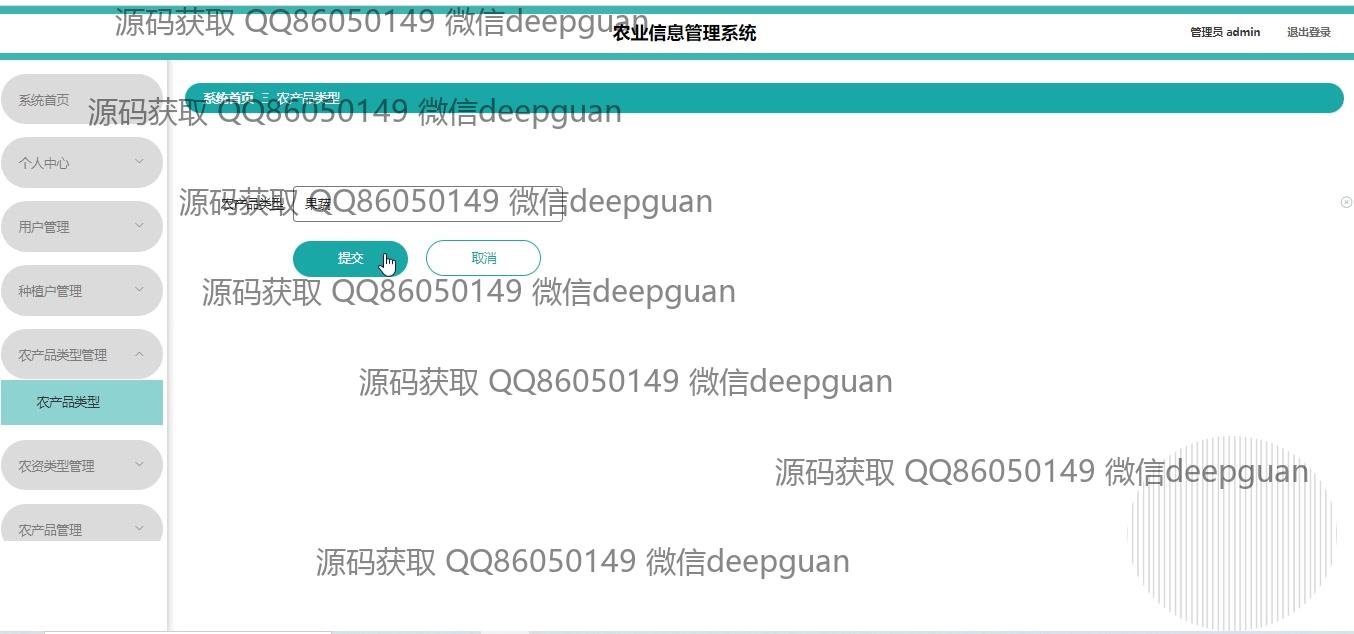 源码获取 QQ86050149 微信deepguan
农业信息管理系统
管理员 admin
退出登录
系统首页
系统首页 Ξ 农产品类型
源码获取 QQ86050149 微信deepguan
个人中心
源码获取 QQ86050149 微信deepguan
农产品类型 果蔬
用户管理
提交 取消
种植户管理
源码获取 QQ86050149 微信deepguan
农产品类型管理
源码获取 QQ86050149 微信deepguan
农产品类型
农资类型管理
源码获取 QQ86050149 微信deepguan
农产品管理
源码获取 QQ86050149 微信deepguan